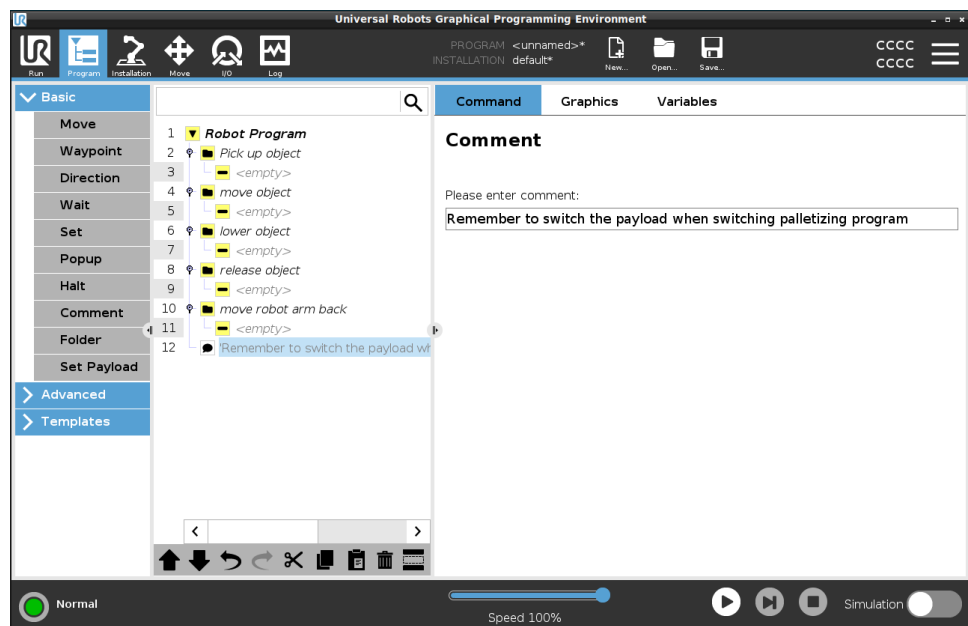 Universal Robots Graphical Programming Environment
PROGRAM <unnamed>*
INSTALLATION default*
CCCC
CCCC
Run
Program
Installation
Move
I/O
Log
New...
Open...
Save...
Basic
Move
Waypoint
Direction
Wait
Set
Popup
Halt
Comment
Folder
Set Payload
Advanced
Templates
1 Robot Program
2 Pick up object
3 <empty>
4 move object
5 <empty>
6 lower object
7 <empty>
8 release object
9 <empty>
10 move robot arm back
11 <empty>
12 'Remember to switch the payload wh
Command
Graphics
Variables
Comment
Please enter comment:
Remember to switch the payload when switching palletizing program
Normal
Speed 100%
Simulation